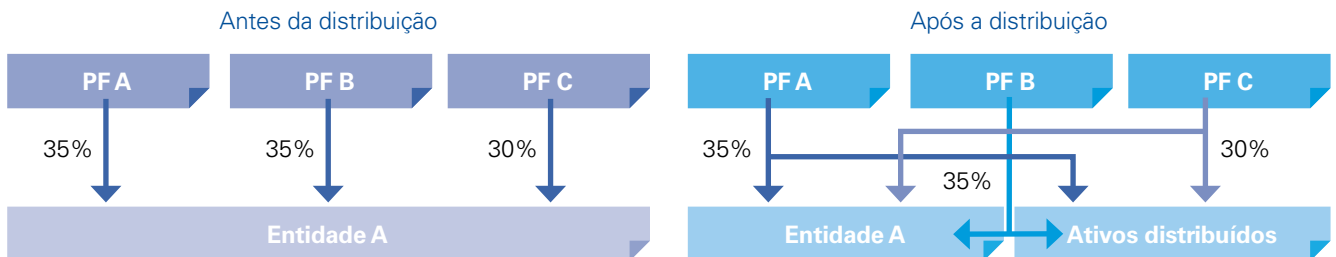 Antes da distribuição
PF A
PF B
PF C
35%
35%
30%
Entidade A
Após a distribuição
PF A
PF B
PF C
35%
35%
30%
Entidade A
Ativos distribuídos